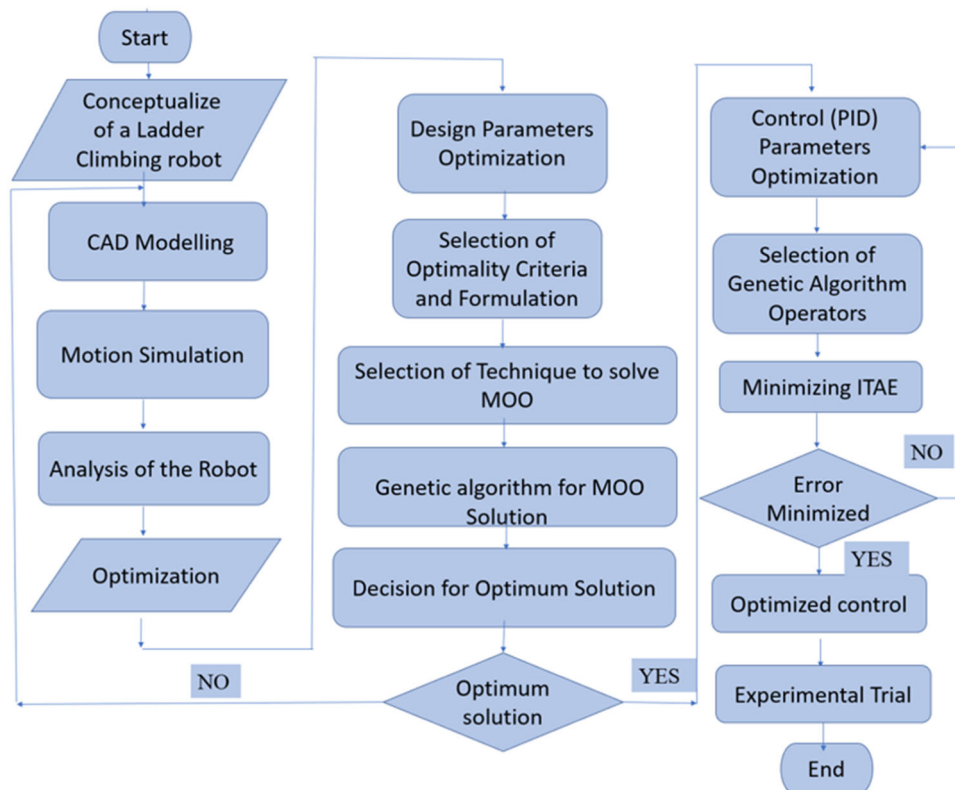 Start
Conceptualize
of a Ladder
Climbing robot
CAD Modelling
Motion Simulation
Analysis of the Robot
Optimization
Design Parameters
Optimization
Selection of
Optimality Criteria
and Formulation
Selection of Technique to solve
MOO
Genetic algorithm for MOO
Solution
Decision for Optimum Solution
Optimum
solution
NO
YES
Control (PID)
Parameters
Optimization
Selection of
Genetic Algorithm
Operators
Minimizing ITAE
Error
Minimized
NO
YES
Optimized control
Experimental Trial
End